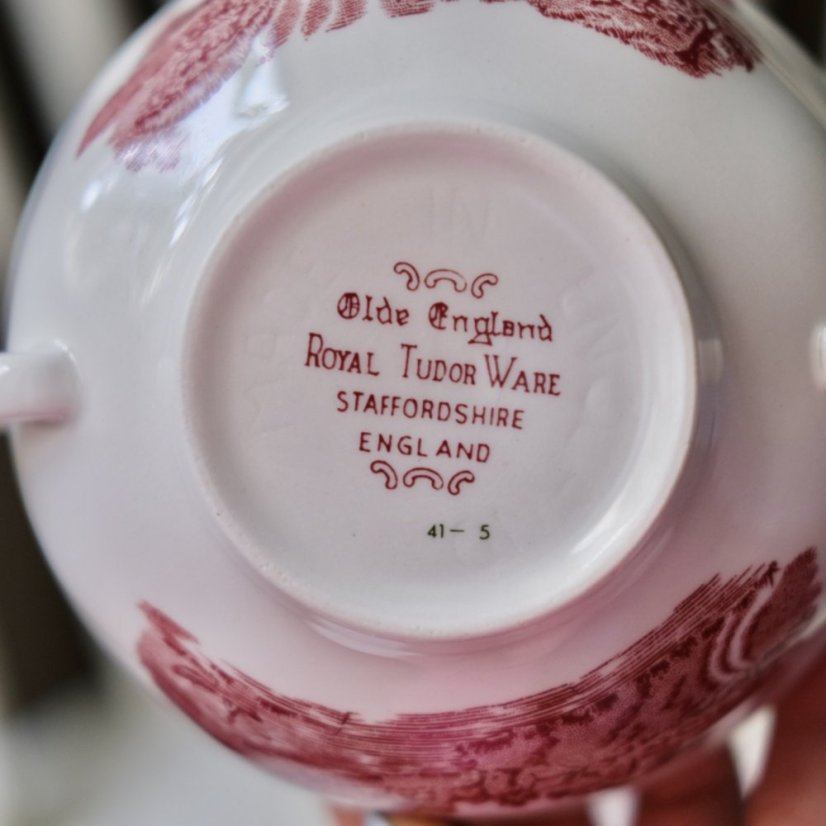 Olde England
ROYAL TUDOR WARE
STAFFORDSHIRE
ENGLAND
41- 5